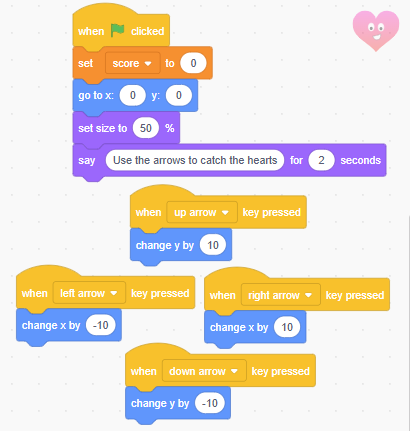 when clicked
set score to 0
go to x: 0 y: 0
set size to 50 %
say Use the arrows to catch the hearts for 2 seconds
when up arrow key pressed
change y by 10
when left arrow key pressed
change x by -10
when right arrow key pressed
change x by 10
when down arrow key pressed
change y by -10